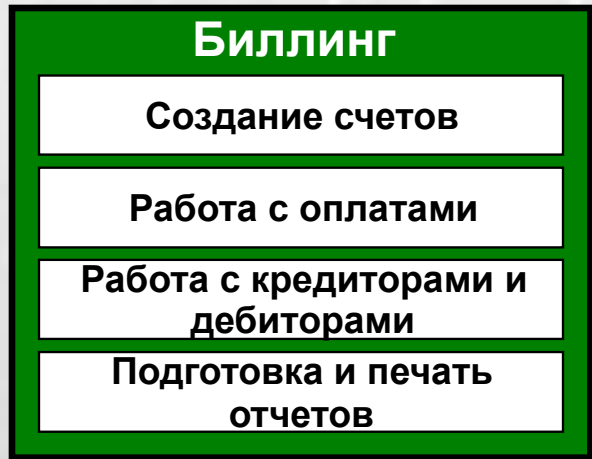 Биллинг
Создание счетов
Работа с оплатами
Работа с кредиторами и
дебиторами
Подготовка и печать
отчетов